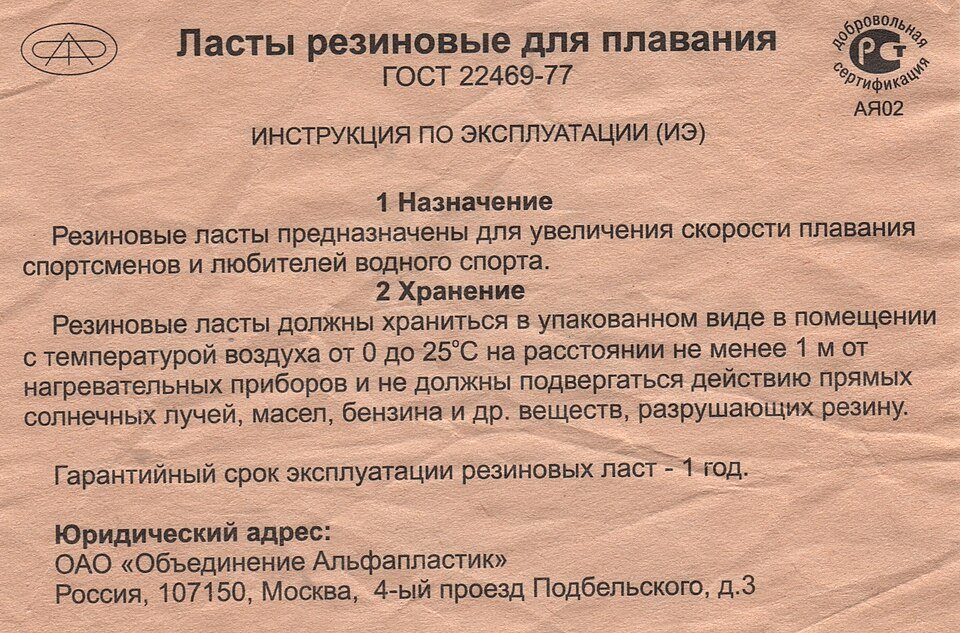 Ласты резиновые для плавания
ГОСТ 22469-77
добровольная
РСТ
сертификация
АЯ02
ИНСТРУКЦИЯ ПО ЭКСПЛУАТАЦИИ (ИЭ)
1 Назначение
Резиновые ласты предназначены для увеличения скорости плавания
спортсменов и любителей водного спорта.
2 Хранение
Резиновые ласты должны храниться в упакованном виде в помещении
с температурой воздуха от 0 до 25°С на расстоянии не менее 1 м от
нагревательных приборов и не должны подвергаться действию прямых
солнечных лучей, масел, бензина и др. веществ, разрушающих резину.
Гарантийный срок эксплуатации резиновых ласт - 1 год.
Юридический адрес:
ОАО «Объединение Альфапластик»
Россия, 107150, Москва, 4-ый проезд Подбельского, д.3